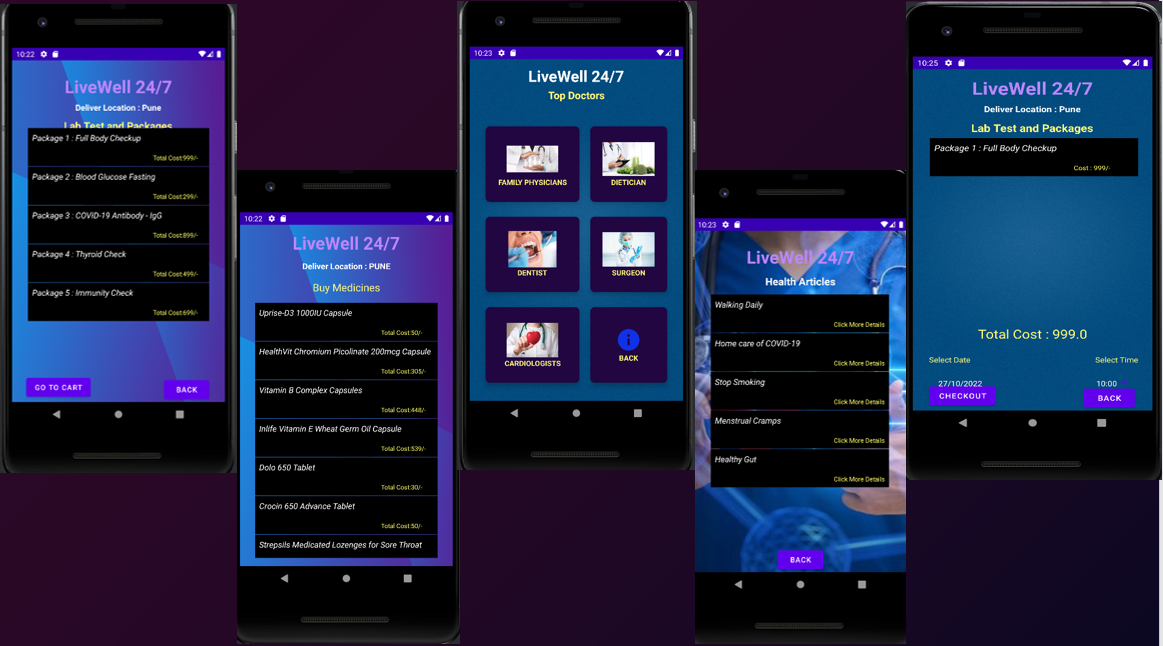 10:22
LiveWell 24/7
Deliver Location : Pune
Lab Test and Packages
Package 1 : Full Body Checkup
Total Cost:999/-
Package 2 : Blood Glucose Fasting
Total Cost:299/-
Package 3 : COVID-19 Antibody - IgG
Total Cost:899/-
Package 4 : Thyroid Check
Total Cost:499/-
Package 5 : Immunity Check
Total Cost:699/-
GO TO CART BACK
10:22
LiveWell 24/7
Deliver Location : PUNE
Buy Medicines
Uprise-D3 1000IU Capsule
Total Cost:50/-
HealthVit Chromium Picolinate 200mcg Capsule
Total Cost:305/-
Vitamin B Complex Capsules
Total Cost:448/-
Inlife Vitamin E Wheat Germ Oil Capsule
Total Cost:539/-
Dolo 650 Tablet
Total Cost:30/-
Crocin 650 Advance Tablet
Total Cost:50/-
Strepsils Medicated Lozenges for Sore Throat
10:23
LiveWell 24/7
Top Doctors
FAMILY PHYSICIANS DIETICIAN
DENTIST SURGEON
CARDIOLOGISTS BACK
10:23
LiveWell 24/7
Health Articles
Walking Daily
Click More Details
Home care of COVID-19
Click More Details
Stop Smoking
Click More Details
Menstrual Cramps
Click More Details
Healthy Gut
Click More Details
BACK
10:25
LiveWell 24/7
Deliver Location : Pune
Lab Test and Packages
Package 1 : Full Body Checkup
Cost : 999/-
Total Cost : 999.0
Select Date Select Time
27/10/2022 10:00
CHECKOUT BACK